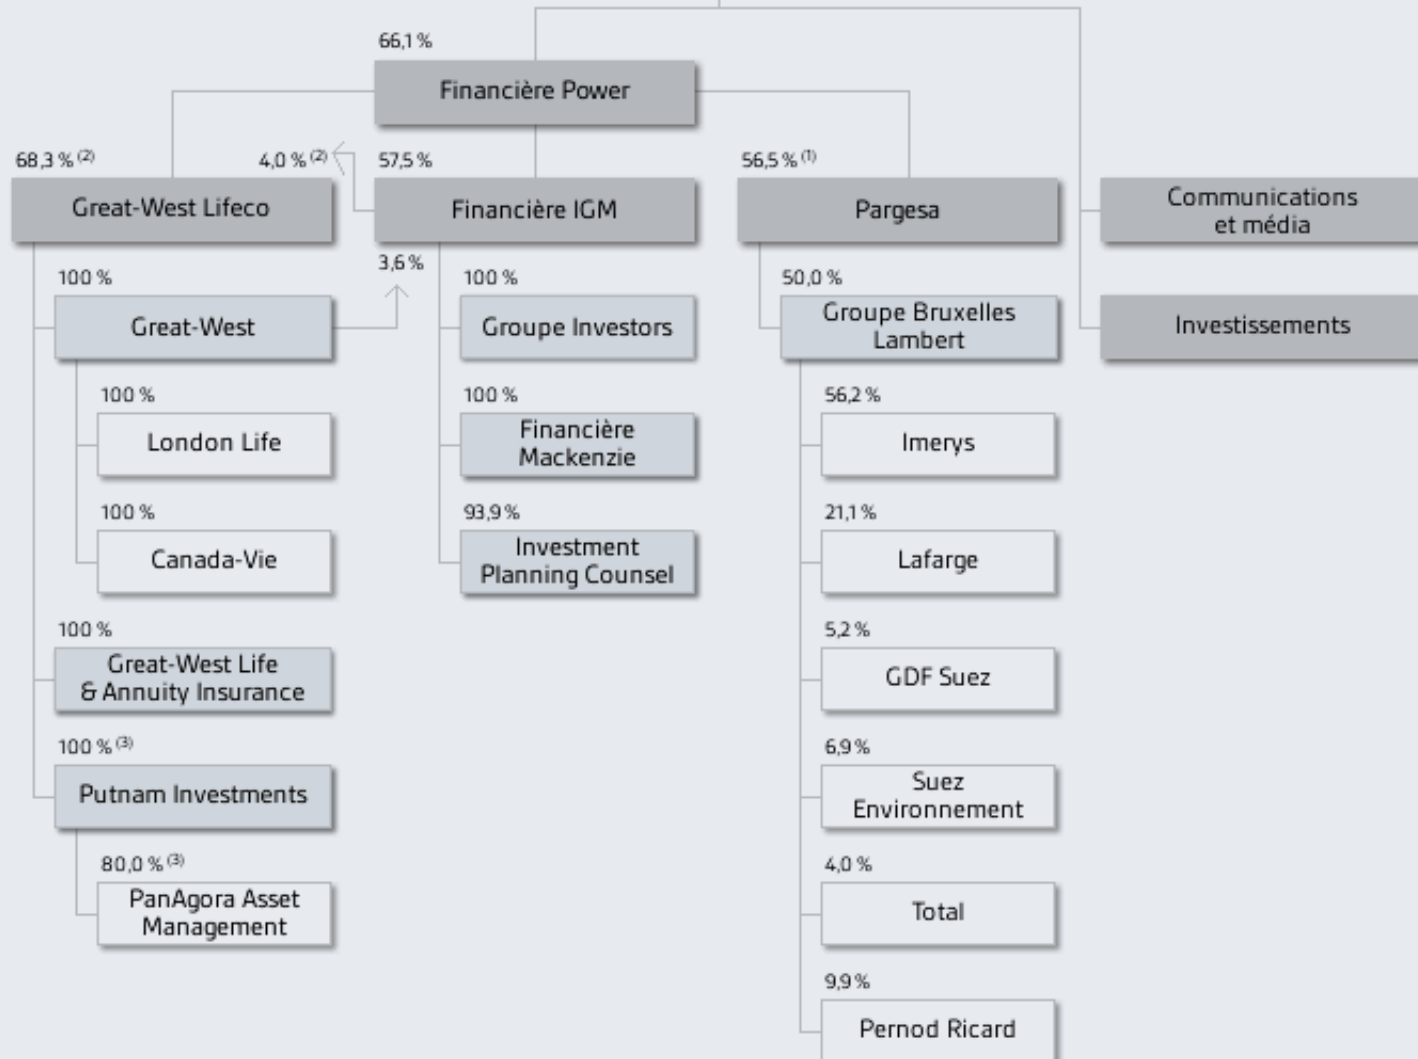 66,1 %
Financière Power
68,3 % (2)
4,0 % (2)
57,5 %
56,5 % (1)
Great-West Lifeco
Financière IGM
Pargesa
Communications
et média
3,6 %
100 %
100 %
50,0 %
Great-West
Groupe Investors
Groupe Bruxelles
Lambert
Investissements
100 %
100 %
56,2 %
London Life
Financière
Mackenzie
Imerys
100 %
93,9 %
21,1 %
Canada-Vie
Investment
Planning Counsel
Lafarge
100 %
5,2 %
Great-West Life
& Annuity Insurance
GDF Suez
100 % (3)
6,9 %
Putnam Investments
Suez
Environnement
80,0 % (3)
4,0 %
PanAgora Asset
Management
Total
9,9 %
Pernod Ricard